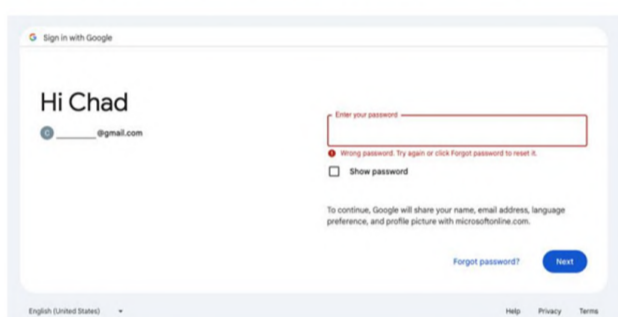 G Sign in with Google
Hi Chad
C ______@gmail.com
Enter your password
Wrong password. Try again or click Forgot password to reset it.
Show password
To continue, Google will share your name, email address, language
preference, and profile picture with microsoftonline.com.
Forgot password?
Next
English (United States)
Help Privacy Terms